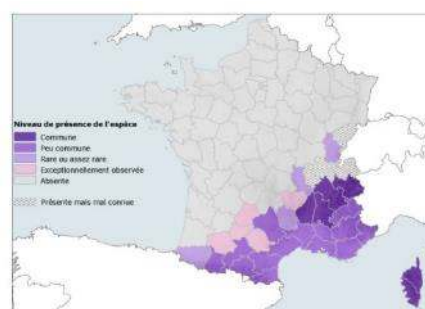 Niveau de présence de l'espèce
Commune
Peu commune
Rare ou assez rare
Exceptionnellement observée
Absente
Présente mais mal connue